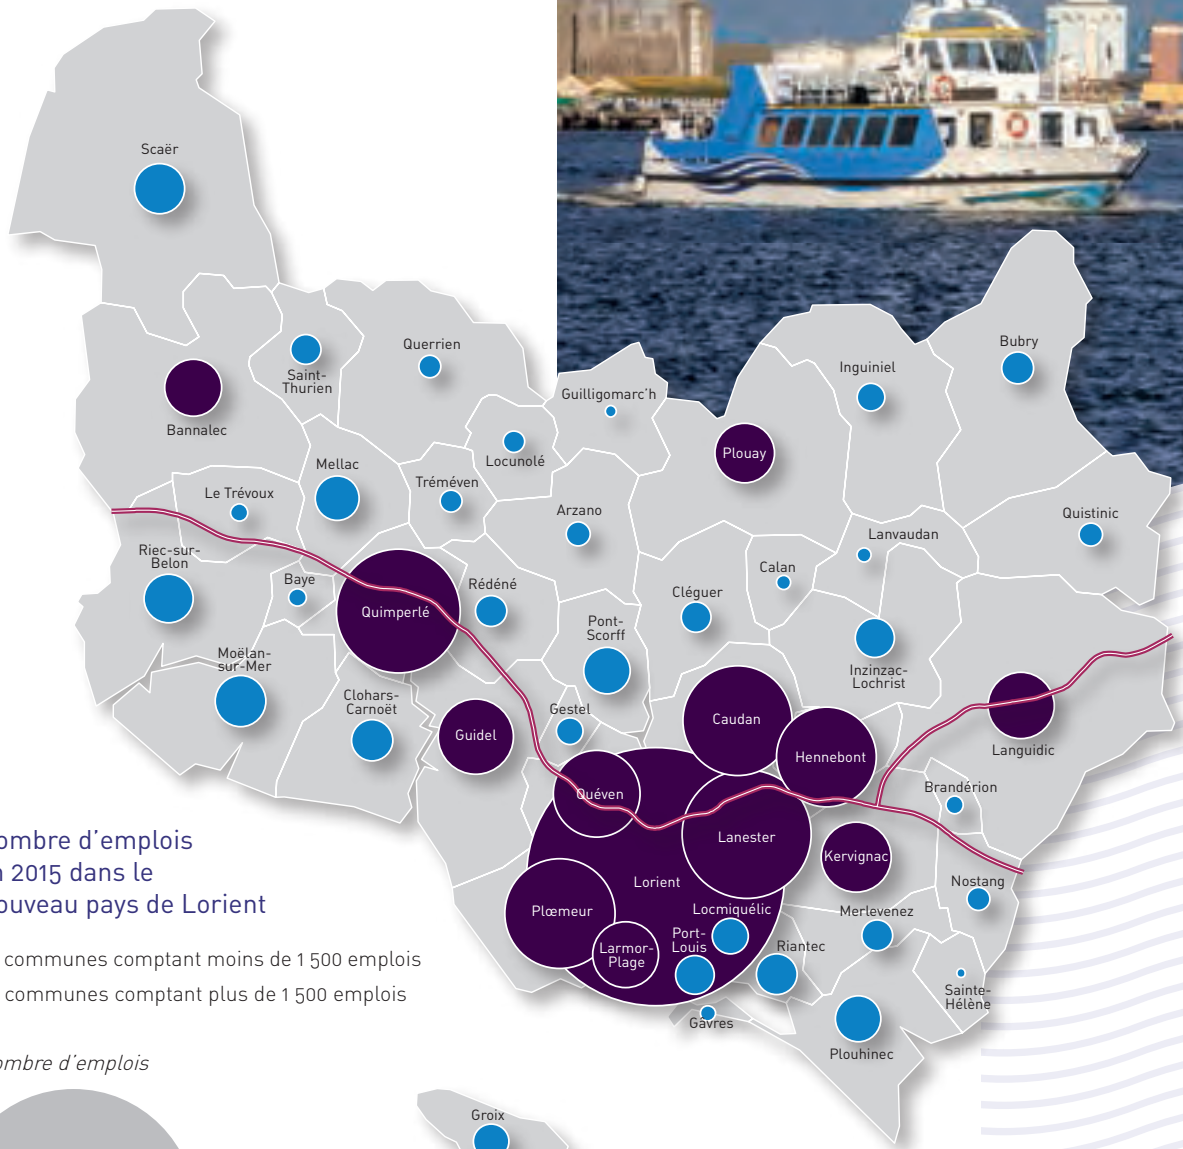 Scaër
Querrien
Saint-
Thurien
Guilligomarc'h
Inguiniel
Bubry
Bannalec
Plouay
Locunolé
Mellac
Tréméven
Le Trévoux
Arzano
Quistinic
Lanvaudan
Riec-sur-
Belon
Baye
Quimperlé
Rédéné
Calan
Cléguer
Pont-
Scorff
Inzinzac-
Lochrist
Moëlan-
sur-Mer
Clohars-
Carnoët
Guidel
Gestel
Caudan
Hennebont
Languidic
Quéven
Brandérion
Lanester
Kervignac
Lorient
Nostang
Plœmeur
Locmiquélic
Merlevenez
Larmor-
Plage
Port-
Louis
Riantec
Sainte-
Hélène
Gâvres
Plouhinec
Groix
ombre d'emplois
n 2015 dans le
ouveau pays de Lorient
communes comptant moins de 1 500 emplois
communes comptant plus de 1 500 emplois
ombre d'emplois